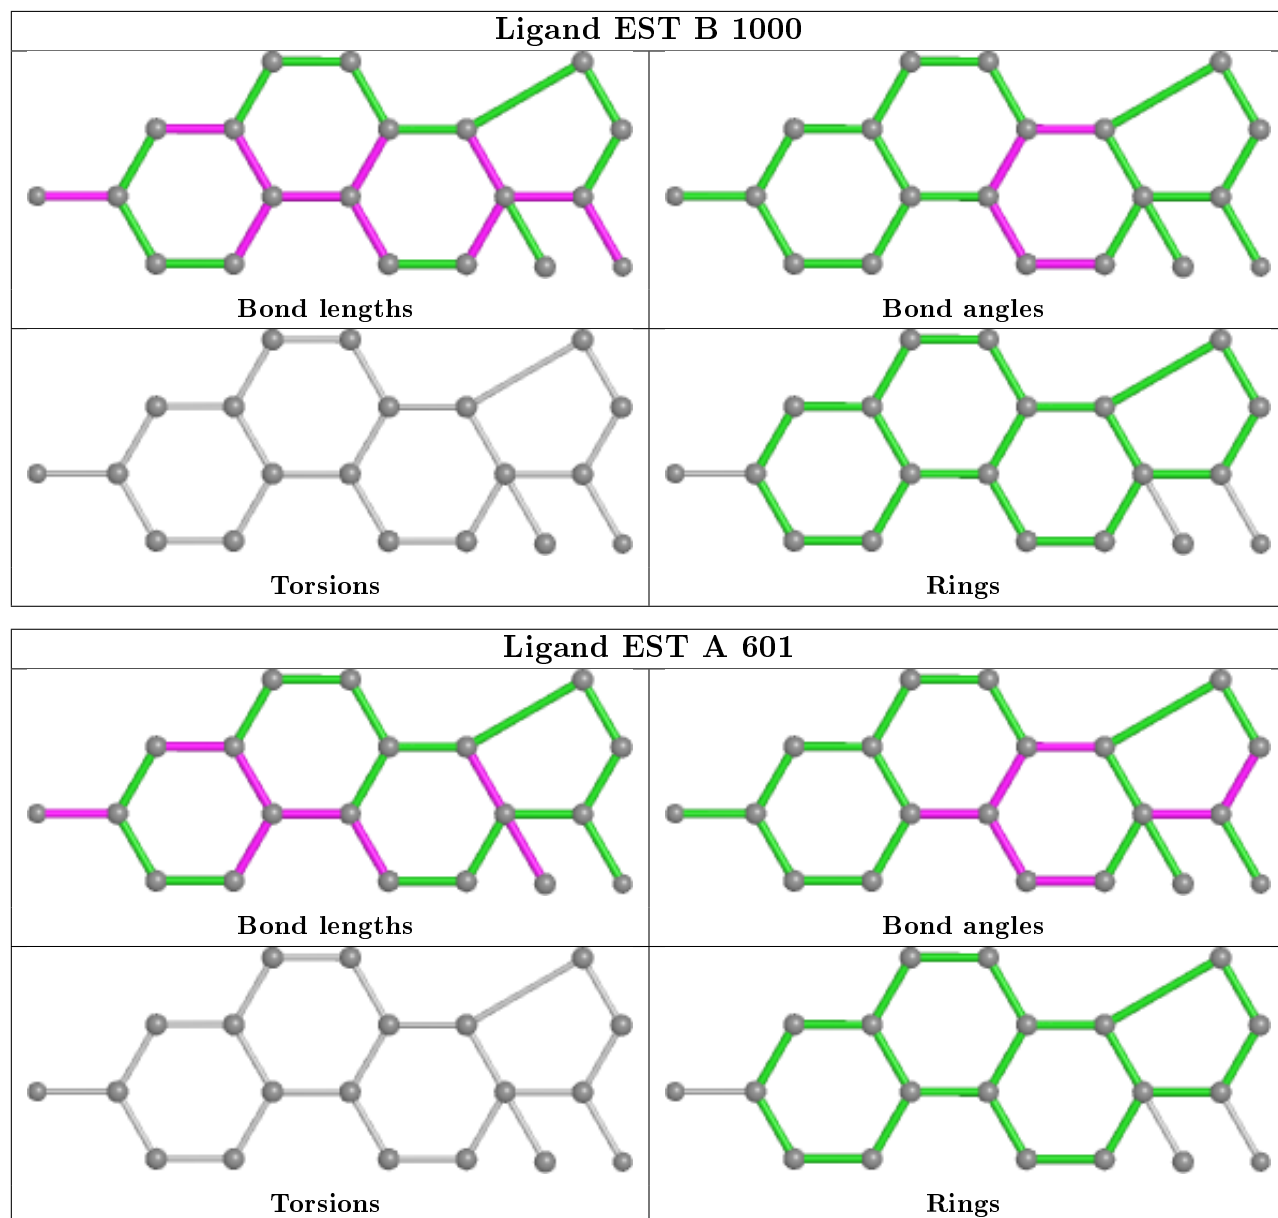 Ligand EST B 1000
Bond lengths
Bond angles
Torsions
Rings
Ligand EST A 601
Bond lengths
Bond angles
Torsions
Rings